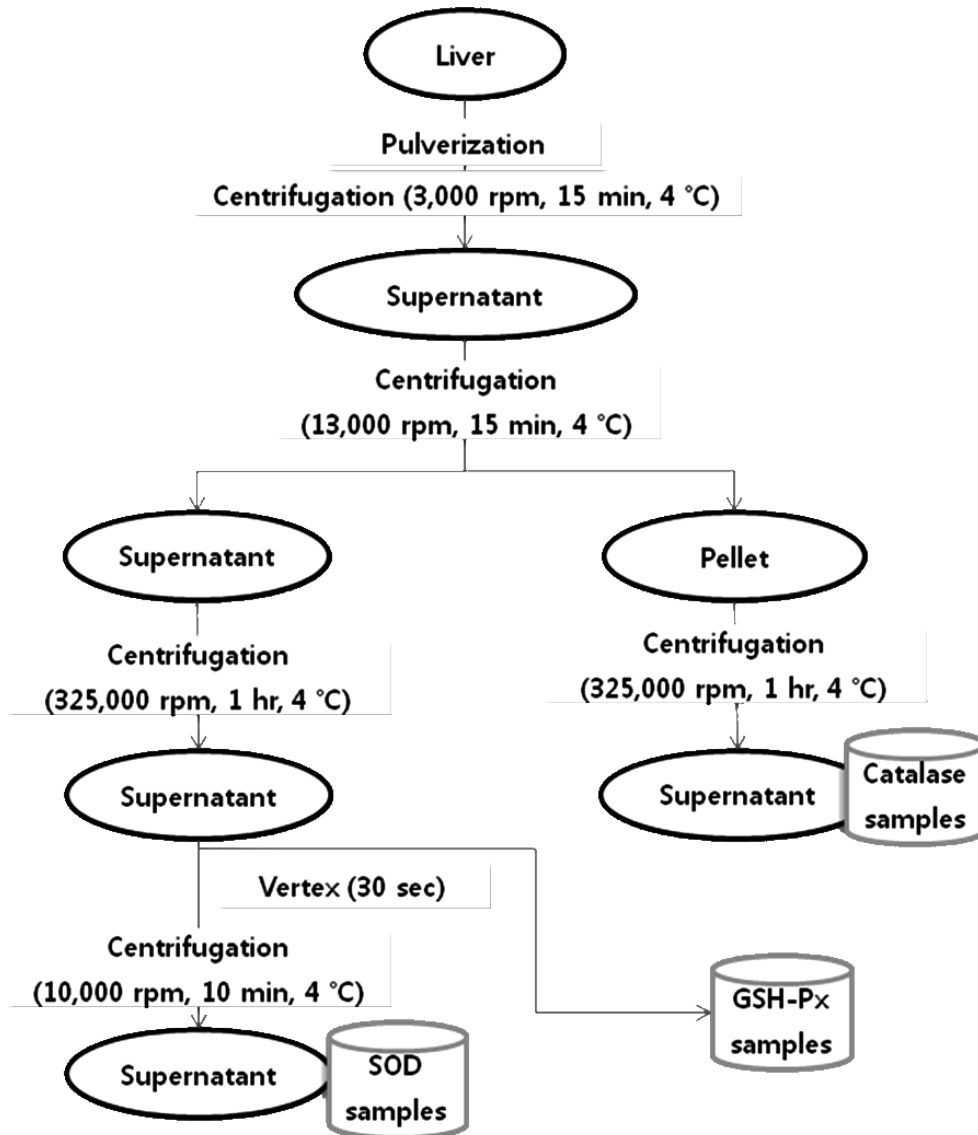 Liver
Pulverization
Centrifugation (3,000 rpm, 15 min, 4 °C)
Supernatant
Centrifugation
(13,000 rpm, 15 min, 4 °C)
Supernatant
Pellet
Centrifugation
(325,000 rpm, 1 hr, 4 °C)
Centrifugation
(325,000 rpm, 1 hr, 4 °C)
Supernatant
Supernatant
Catalase
samples
Vertex (30 sec)
Centrifugation
(10,000 rpm, 10 min, 4 °C)
GSH-Px
samples
Supernatant
SOD
samples